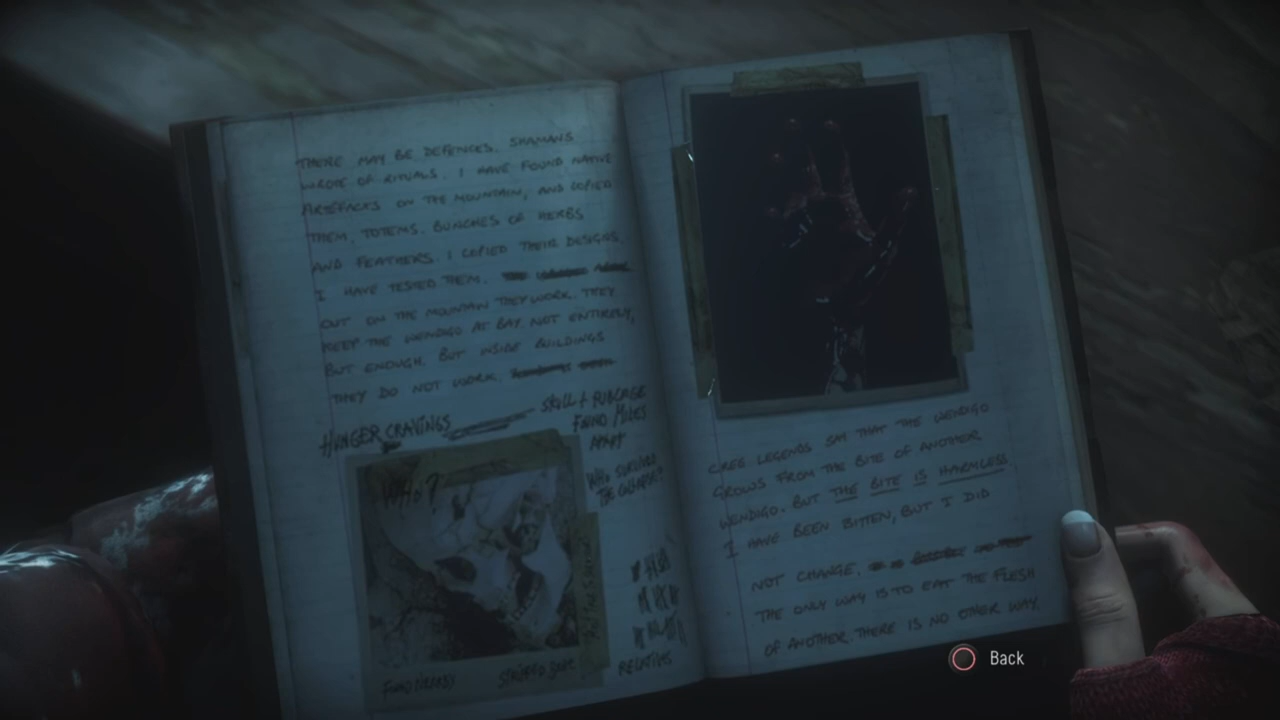 THERE MAY BE DEFENCES. SHAMANS
WROTE OF RITUALS. I HAVE FOUND NATIVE
ARTEFACTS ON THE MOUNTAIN, AND COPIED
THEM, TOTEMS. BUNCHES OF HERBS
AND FEATHERS. I COPIED THEIR DESIGNS.
I HAVE TESTED THEM.
OUT ON THE MOUNTAIN THEY WORK. THEY
KEEP THE WENDIGO AT BAY. NOT ENTIRELY,
BUT ENOUGH. BUT INSIDE BUILDINGS
THEY DO NOT WORK.
HUNGER CRAVINGS
SKULL & RIBCAGE
FOUND MILES
APART
WHO SURVIVED
THE COLLAPSE?
WHO?
RELATIVE
CREE LEGENDS SAY THAT THE WENDIGO
GROWS FROM THE BITE OF ANOTHER
WENDIGO. BUT THE BITE IS HARMLESS
I HAVE BEEN BITTEN, BUT I DID
NOT CHANGE.
THE ONLY WAY IS TO EAT THE FLESH
OF ANOTHER. THERE IS NO OTHER WAY.
Back